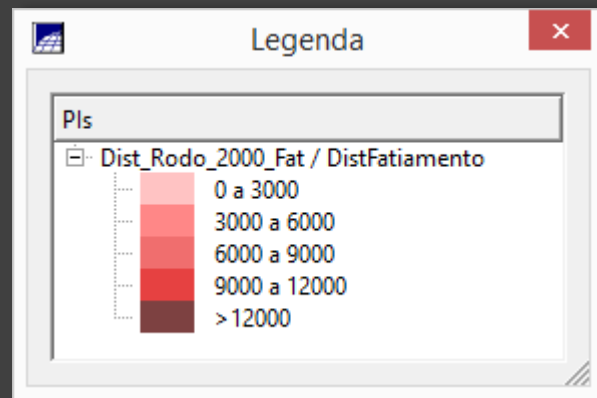 Legenda
PIs
Dist_Rodo_2000_Fat / DistFatiamento
0 a 3000
3000 a 6000
6000 a 9000
9000 a 12000
>12000